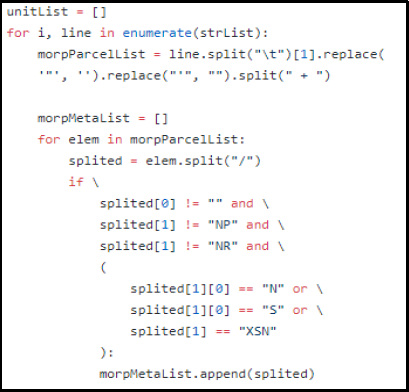 unitList = []
for i, line in enumerate(strList):
    morpParcelList = line.split("\t")[1].replace(
    '"', '').replace("'", "").split(" + ")

    morpMetaList = []
    for elem in morpParcelList:
        splited = elem.split("/")
        if \
            splited[0] != "" and \
            splited[1] != "NP" and \
            splited[1] != "NR" and \
            (
                splited[1][0] == "N" or \
                splited[1][0] == "S" or \
                splited[1] == "XSN"
            ):
            morpMetaList.append(splited)